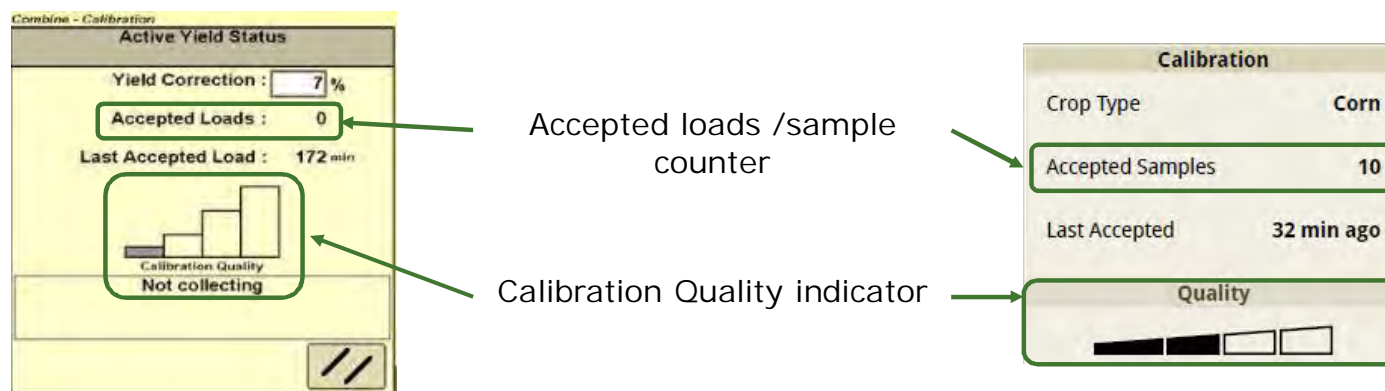 Combine - Calibration
Active Yield Status
Yield Correction : 7 %
Accepted Loads : 0
Last Accepted Load : 172 min
Calibration Quality
Not collecting
Accepted loads /sample
counter
Calibration Quality indicator
Calibration
Crop Type Corn
Accepted Samples 10
Last Accepted 32 min ago
Quality